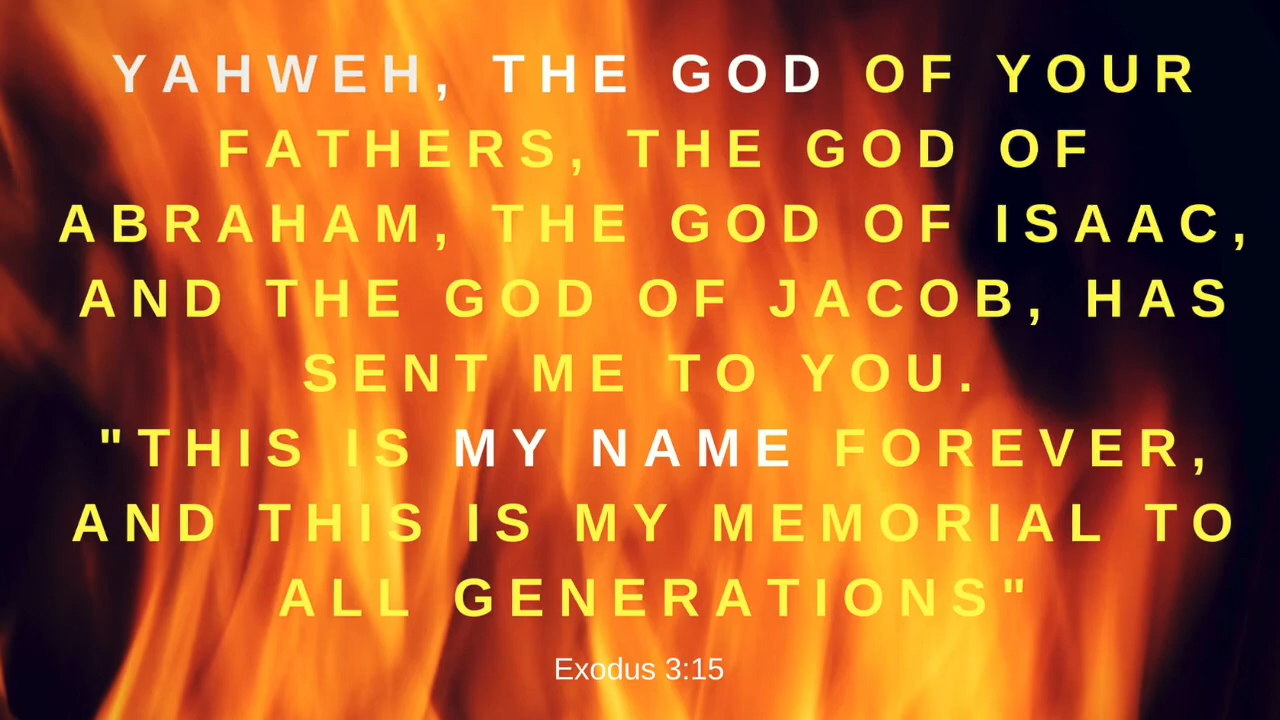 YAHWEH, THE GOD OF YOUR
FATHERS, THE GOD OF
ABRAHAM, THE GOD OF ISAAC,
AND THE GOD OF JACOB, HAS
SENT ME TO YOU.
"THIS IS MY NAME FOREVER,
AND THIS IS MY MEMORIAL TO
ALL GENERATIONS"
Exodus 3:15